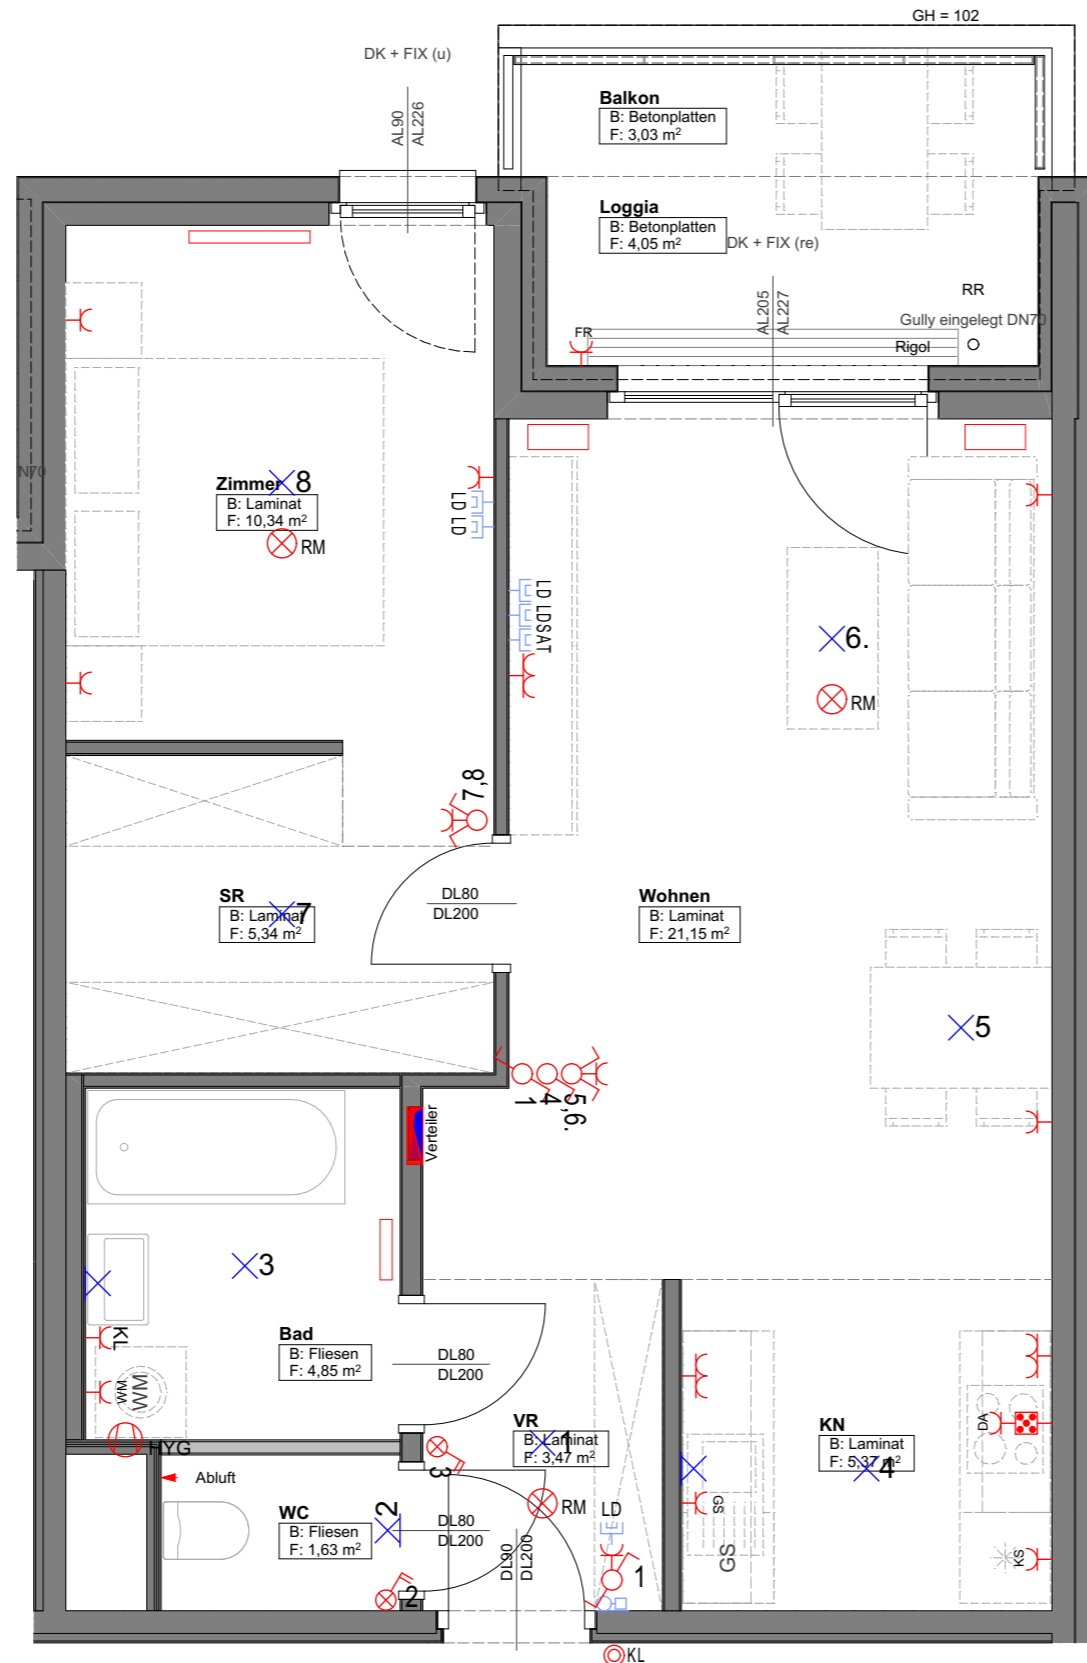 GH = 102
DK + FIX (u)
AL90
AL226
Balkon
B: Betonplatten
F: 3,03 m²
Loggia
B: Betonplatten
F: 4,05 m²
DK + FIX (re)
AL205
AL227
RR
Gully eingelegt DN70
Rigol
FR
N70
Zimmer 8
B: Laminat
F: 10,34 m²
RM
LD LD
LD LD SAT
6.
RM
7,8
SR
B: Laminat 7
F: 5,34 m²
DL80
DL200
Wohnen
B: Laminat
F: 21,15 m²
5
1
4
5,6.
Verteiler
3
KL
Bad
B: Fliesen
F: 4,85 m²
DL80
DL200
WM
WM
HYG
Abluft
3
VR
B: Laminat
F: 3,47 m²
1
RM
LD
KN
B: Laminat
F: 5,37 m²
4
DA
GS
GS
KS
WC
B: Fliesen
F: 1,63 m²
2
DL80
DL200
DL90
DL200
2
1
KL